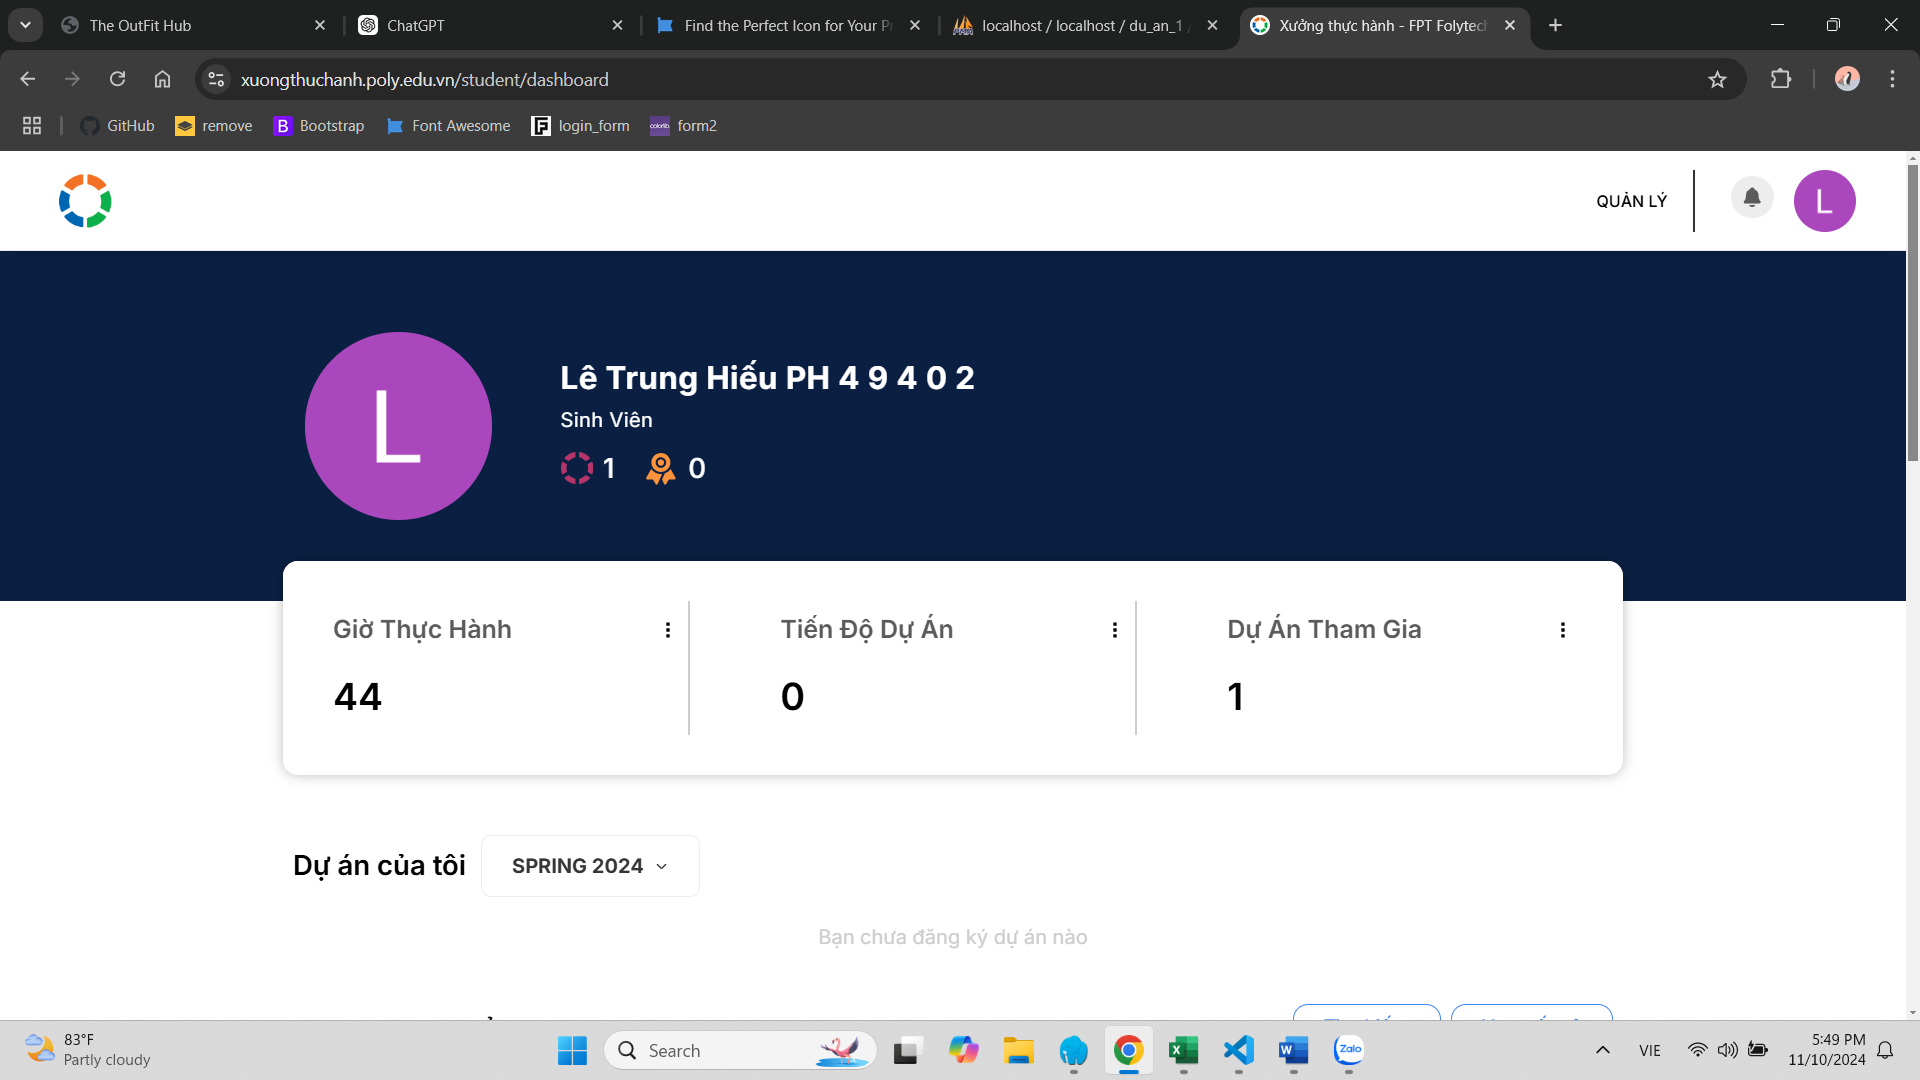 The OutFit Hub
ChatGPT
Find the Perfect Icon for Your P
localhost / localhost / du_an_1
Xưởng thực hành - FPT Folytech
xuongthuchanh.poly.edu.vn/student/dashboard
GitHub
remove
B Bootstrap
Font Awesome
login_form
colorlib form2
QUẢN LÝ
L
L
Lê Trung Hiếu PH 4 9 4 0 2
Sinh Viên
1 0
Giờ Thực Hành
44
Tiến Độ Dự Án
0
Dự Án Tham Gia
1
Dự án của tôi
SPRING 2024
Bạn chưa đăng ký dự án nào
83°F
Partly cloudy
Search
Zalo
VIE
5:49 PM
11/10/2024